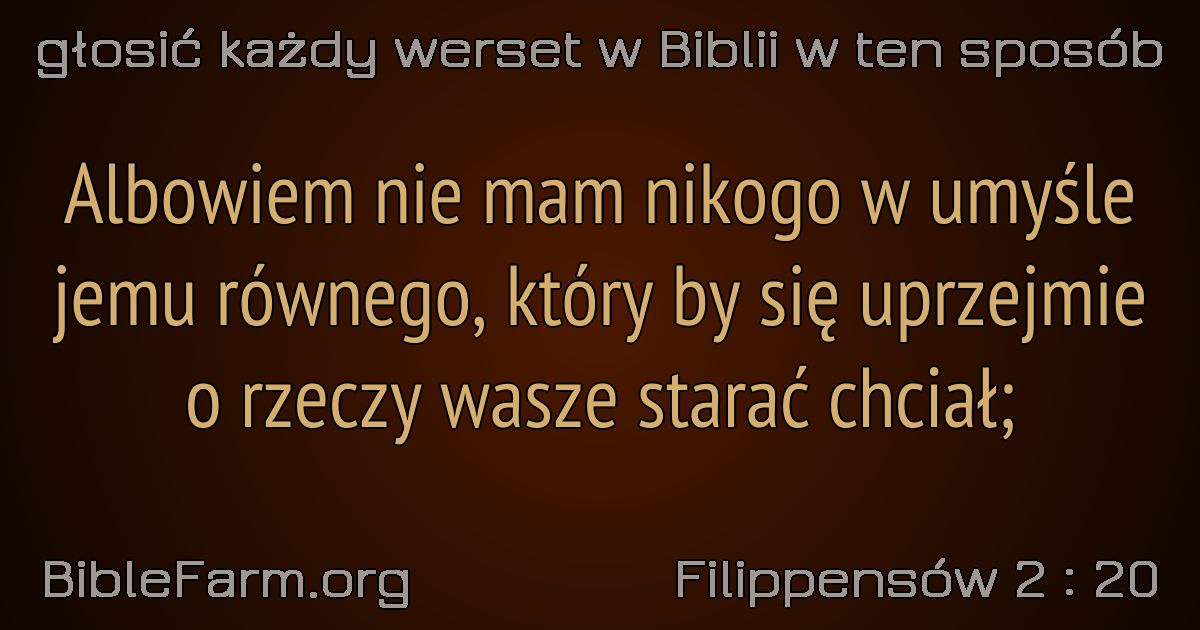 głosić każdy werset w Biblii w ten sposób
Albowiem nie mam nikogo w umyśle
jemu równego, który by się uprzejmie
o rzeczy wasze starać chciał;
BibleFarm.org
Filippensów 2 : 20